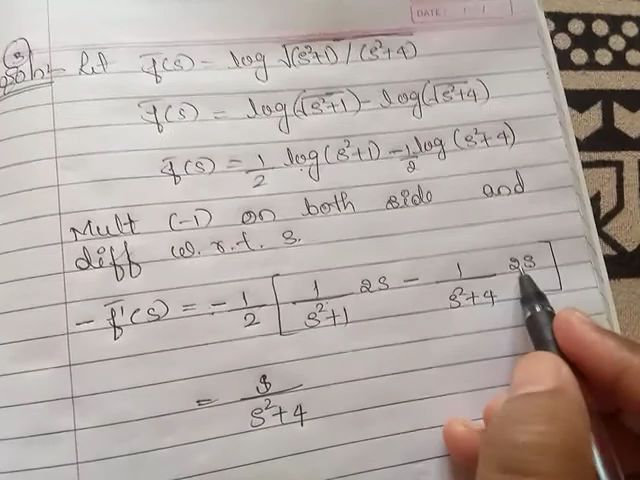 DATE: / /
(3)
Soln:- Let f̅(s) = log √(s²+1) / (s²+4)
f̅(s) = log(√s²+1) - log(√s²+4)
f̅(s) = 1/2 log(s²+1) - 1/2 log(s²+4)
Mult (-1) on both side and
diff w.r.t. s.
- f̅'(s) = -1/2 [ 1/s²+1 2s - 1/s²+4 2s ]
= s/s²+4